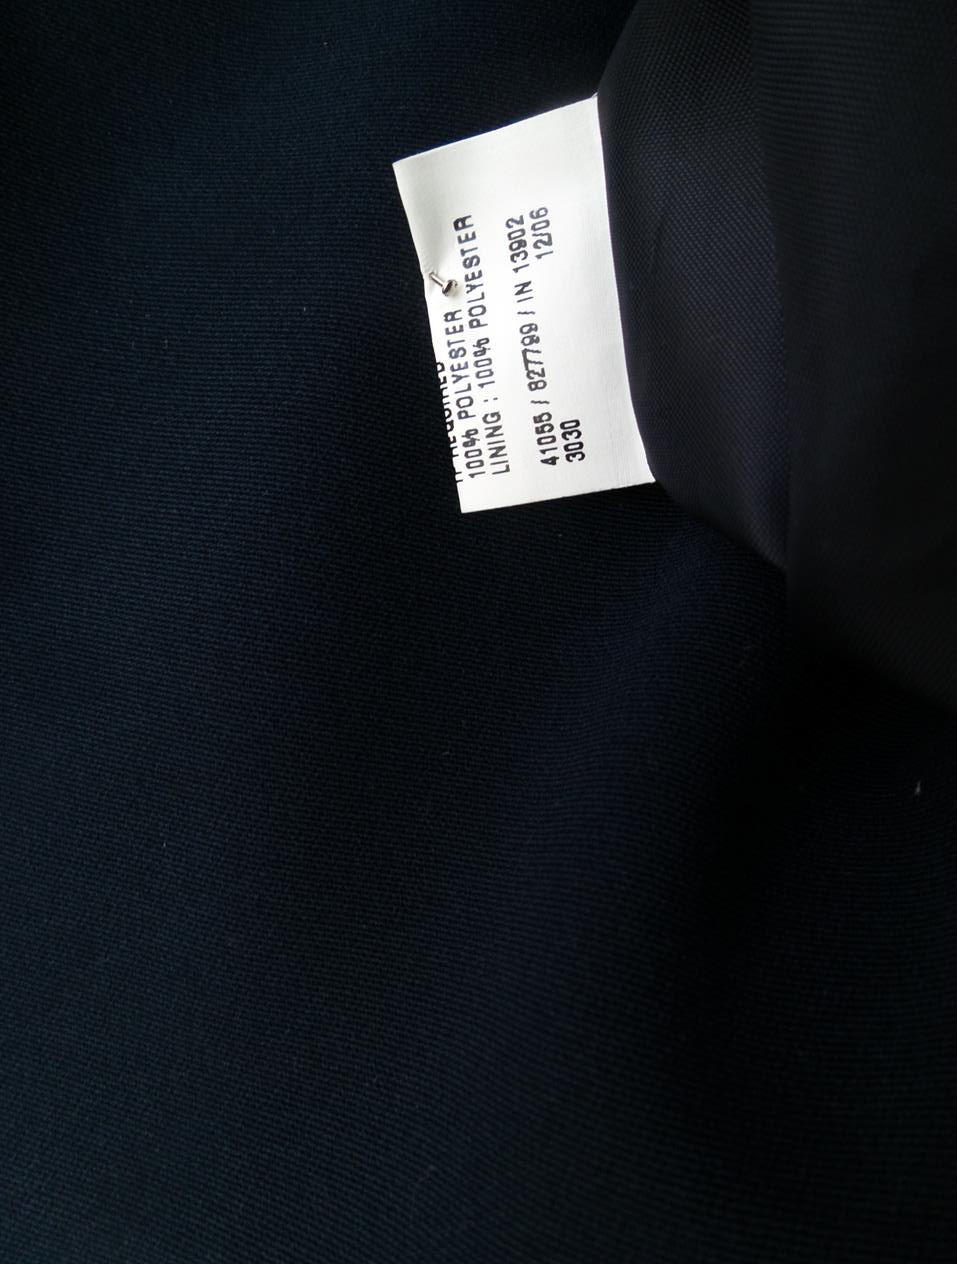 100% POLYESTER
LINING : 100% POLYESTER
41055 / 827799 / IN 13902
3030 12/06